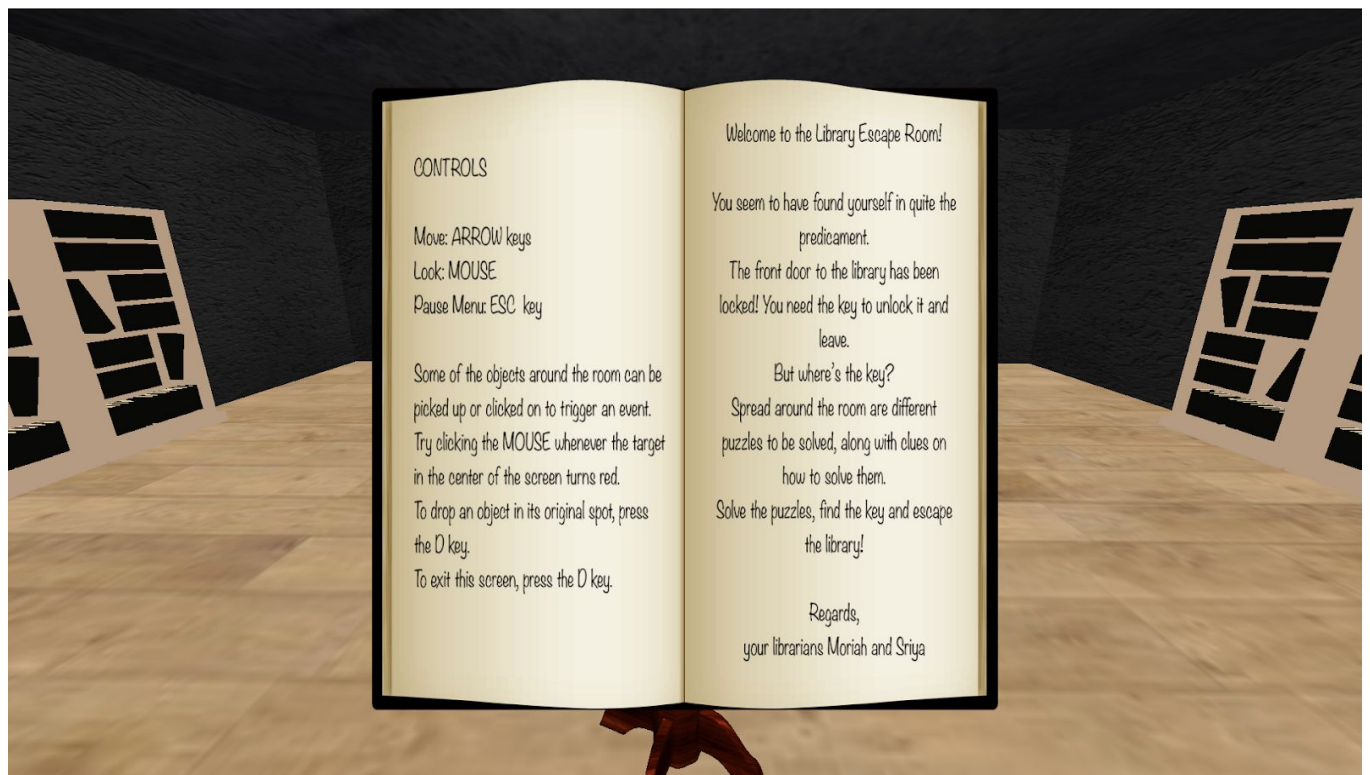 CONTROLS
Move: ARROW keys
Look: MOUSE
Pause Menu: ESC key
Some of the objects around the room can be
picked up or clicked on to trigger an event.
Try clicking the MOUSE whenever the target
in the center of the screen turns red.
To drop an object in its original spot, press
the D key.
To exit this screen, press the D key.
Welcome to the Library Escape Room!
You seem to have found yourself in quite the
predicament.
The front door to the library has been
locked! You need the key to unlock it and
leave.
But where's the key?
Spread around the room are different
puzzles to be solved, along with clues on
how to solve them.
Solve the puzzles, find the key and escape
the library!
Regards,
your librarians Moriah and Sriya